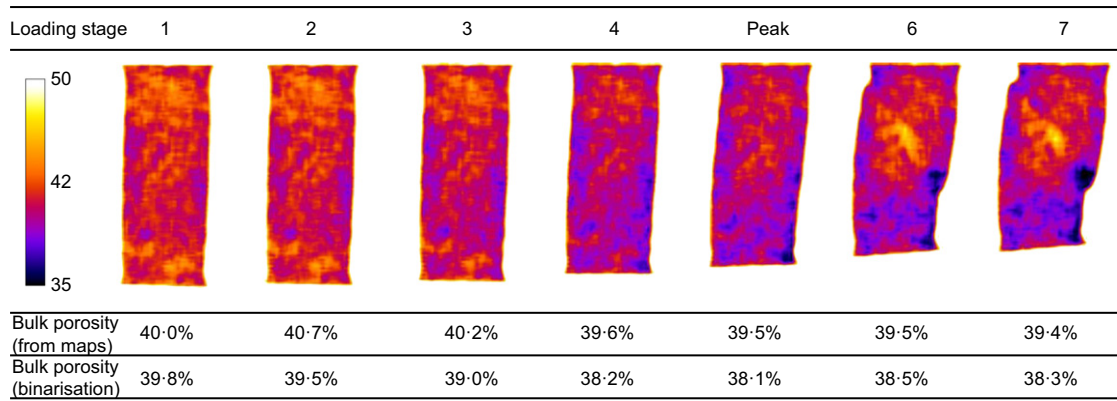 Loading stage 1 2 3 4 Peak 6 7
50
42
35
Bulk porosity
(from maps) 40·0% 40·7% 40·2% 39·6% 39·5% 39·5% 39·4%
Bulk porosity
(binarisation) 39·8% 39·5% 39·0% 38·2% 38·1% 38·5% 38·3%